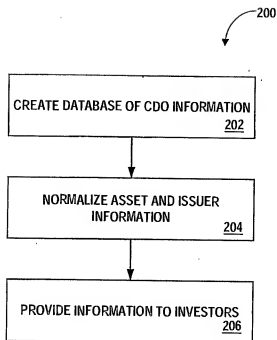 200
CREATE DATABASE OF CDO INFORMATION
202
NORMALIZE ASSET AND ISSUER
INFORMATION
204
PROVIDE INFORMATION TO INVESTORS
206